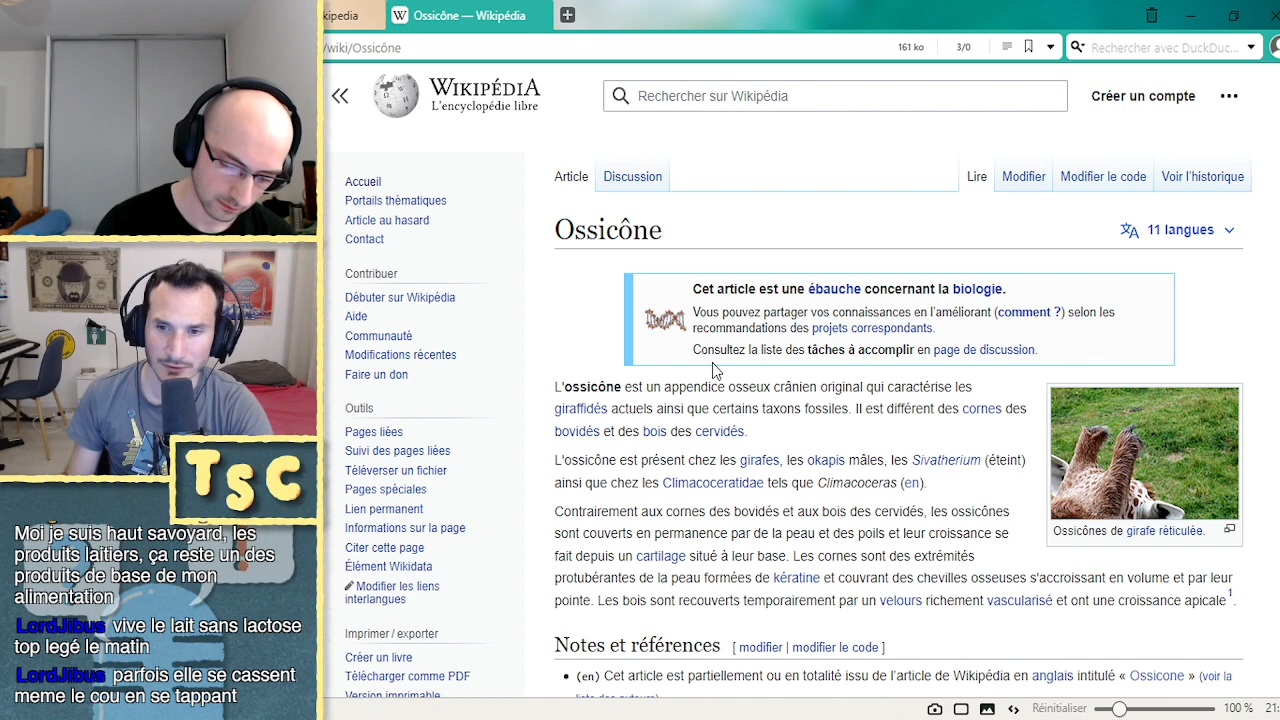 kipedia
W Ossicône — Wikipédia
/wiki/Ossicône
161 ko
3/0
Rechercher avec DuckDuc...
WIKIPÉDIA
L'encyclopédie libre
Rechercher sur Wikipédia
Créer un compte
Accueil
Portails thématiques
Article au hasard
Contact
Contribuer
Débuter sur Wikipédia
Aide
Communauté
Modifications récentes
Faire un don
Outils
Pages liées
Suivi des pages liées
Téléverser un fichier
Pages spéciales
Lien permanent
Informations sur la page
Citer cette page
Élément Wikidata
Modifier les liens
interlangues
Imprimer / exporter
Créer un livre
Télécharger comme PDF
Version imprimable
Article Discussion
Lire Modifier Modifier le code Voir l'historique
Ossicône
11 langues
Cet article est une ébauche concernant la biologie.
Vous pouvez partager vos connaissances en l'améliorant (comment ?) selon les
recommandations des projets correspondants.
Consultez la liste des tâches à accomplir en page de discussion.
L'ossicône est un appendice osseux crânien original qui caractérise les
giraffidés actuels ainsi que certains taxons fossiles. Il est différent des cornes des
bovidés et des bois des cervidés.
L'ossicône est présent chez les girafes, les okapis mâles, les Sivatherium (éteint)
ainsi que chez les Climacoceratidae tels que Climacoceras (en).
Contrairement aux cornes des bovidés et aux bois des cervidés, les ossicônes
sont couverts en permanence par de la peau et des poils et leur croissance se
fait depuis un cartilage situé à leur base. Les cornes sont des extrémités
protubérantes de la peau formées de kératine et couvrant des chevilles osseuses s'accroissant en volume et par leur
pointe. Les bois sont recouverts temporairement par un velours richement vascularisé et ont une croissance apicale1.
Ossicônes de girafe réticulée.
Notes et références [ modifier | modifier le code ]
• (en) Cet article est partiellement ou en totalité issu de l'article de Wikipédia en anglais intitulé « Ossicone » (voir la
liste des auteurs)
Réinitialiser
100 %
21:
TSC
Moi je suis haut savoyard, les
produits laitiers, ça reste un des
produits de base de mon
alimentation
LordJibus vive le lait sans lactose
top legé le matin
LordJibus parfois elle se cassent
meme le cou en se tappant